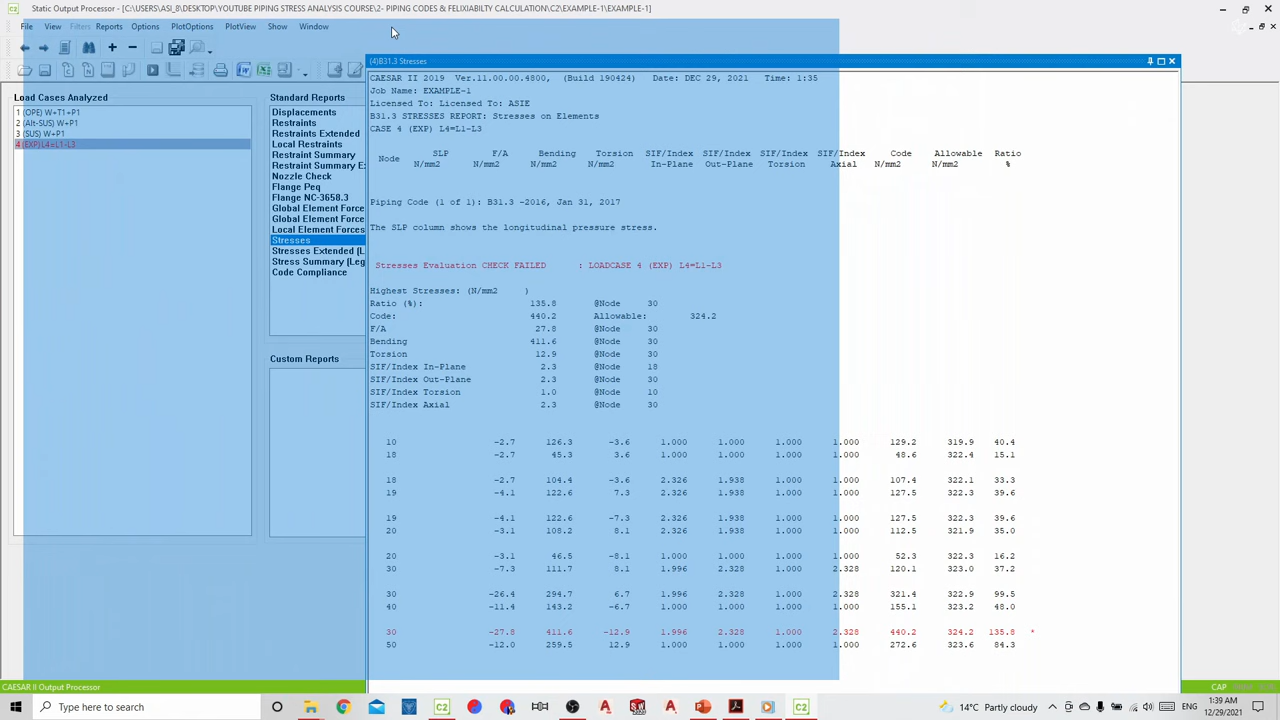 Static Output Processor - [C:\USERS\ASI_8\DESKTOP\YOUTUBE PIPING STRESS ANALYSIS COURSE\2- PIPING CODES & FELIXIABILTY CALCULATION\C2\EXAMPLE-1\EXAMPLE-1]
File View Filters Reports Options PlotOptions PlotView Show Window
(4)B31.3 Stresses
Load Cases Analyzed
1 (OPE) W+T1+P1
2 (Alt-SUS) W+P1
3 (SUS) W+P1
4 (EXP) L4=L1-L3
Standard Reports
Displacements
Restraints
Restraints Extended
Local Restraints
Restraint Summary
Restraint Summary Ex
Nozzle Check
Flange Peq
Flange NC-3658.3
Global Element Force
Global Element Force
Local Element Forces
Stresses
Stresses Extended (L
Stress Summary (Leg
Code Compliance
Custom Reports
CAESAR II 2019 Ver.11.00.00.4800, (Build 190424) Date: DEC 29, 2021 Time: 1:35
Job Name: EXAMPLE-1
Licensed To: Licensed To: ASIE
B31.3 STRESSES REPORT: Stresses on Elements
CASE 4 (EXP) L4=L1-L3
Node SLP F/A Bending Torsion SIF/Index SIF/Index SIF/Index SIF/Index Code Allowable Ratio
N/mm2 N/mm2 N/mm2 N/mm2 In-Plane Out-Plane Torsion Axial N/mm2 N/mm2 %
Piping Code (1 of 1): B31.3 -2016, Jan 31, 2017
The SLP column shows the longitudinal pressure stress.
Stresses Evaluation CHECK FAILED : LOADCASE 4 (EXP) L4=L1-L3
Highest Stresses: (N/mm2 )
Ratio (%): 135.8 @Node 30
Code: 440.2 Allowable: 324.2
F/A 27.8 @Node 30
Bending 411.6 @Node 30
Torsion 12.9 @Node 30
SIF/Index In-Plane 2.3 @Node 18
SIF/Index Out-Plane 2.3 @Node 30
SIF/Index Torsion 1.0 @Node 10
SIF/Index Axial 2.3 @Node 30
10 -2.7 126.3 -3.6 1.000 1.000 1.000 1.000 129.2 319.9 40.4
18 -2.7 45.3 3.6 1.000 1.000 1.000 1.000 48.6 322.4 15.1
18 -2.7 104.4 -3.6 2.326 1.938 1.000 1.000 107.4 322.1 33.3
19 -4.1 122.6 7.3 2.326 1.938 1.000 1.000 127.5 322.3 39.6
19 -4.1 122.6 -7.3 2.326 1.938 1.000 1.000 127.5 322.3 39.6
20 -3.1 108.2 8.1 2.326 1.938 1.000 1.000 112.5 321.9 35.0
20 -3.1 46.5 -8.1 1.000 1.000 1.000 1.000 52.3 322.3 16.2
30 -7.3 111.7 8.1 1.996 2.328 1.000 2.328 120.1 323.0 37.2
30 -26.4 294.7 6.7 1.996 2.328 1.000 2.328 321.4 322.9 99.5
40 -11.4 143.2 -6.7 1.000 1.000 1.000 1.000 155.1 323.2 48.0
30 -27.8 411.6 -12.9 1.996 2.328 1.000 2.328 440.2 324.2 135.8 *
50 -12.0 259.5 12.9 1.000 1.000 1.000 1.000 272.6 323.6 84.3
CAESAR II Output Processor
CAP
Type here to search
14°C Partly cloudy
1:39 AM
12/29/2021